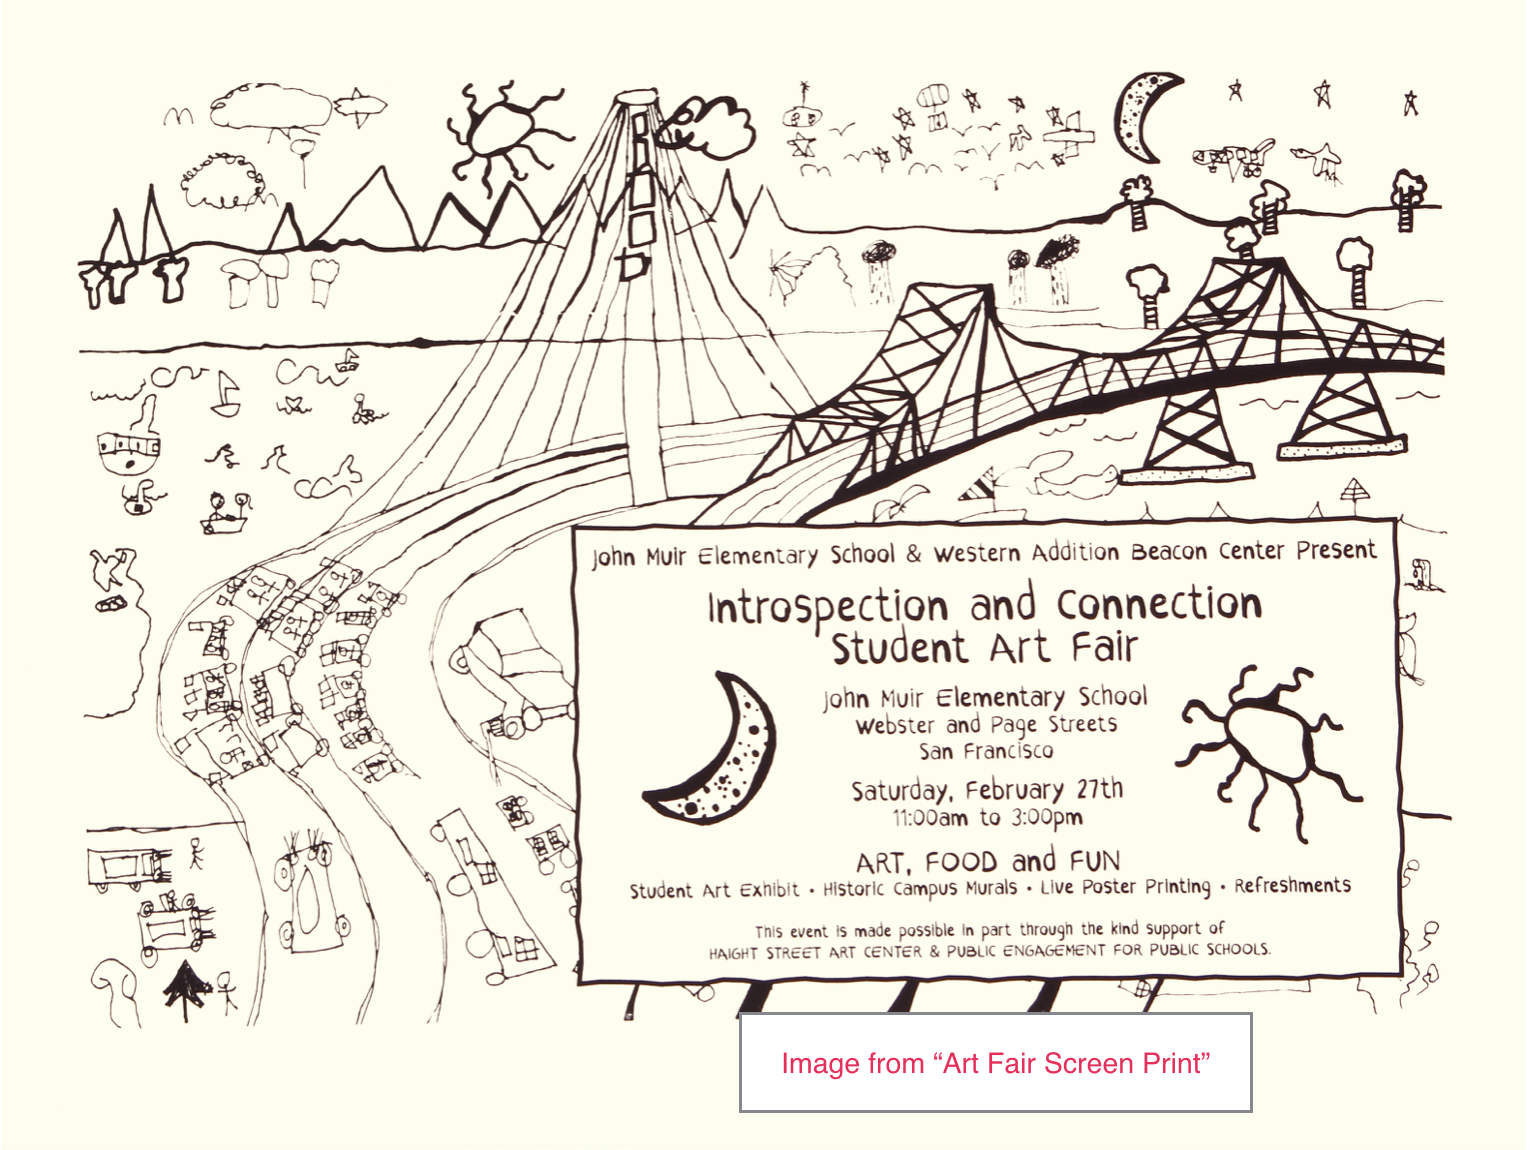 John Muir Elementary School & Western Addition Beacon Center Present
Introspection and Connection
Student Art Fair
John Muir Elementary School
Webster and Page Streets
San Francisco
Saturday, February 27th
11:00am to 3:00pm
ART, FOOD and FUN
Student Art Exhibit • Historic Campus Murals • Live Poster Printing • Refreshments
This event is made possible in part through the kind support of
HAIGHT STREET ART CENTER & PUBLIC ENGAGEMENT FOR PUBLIC SCHOOLS.
Image from “Art Fair Screen Print”